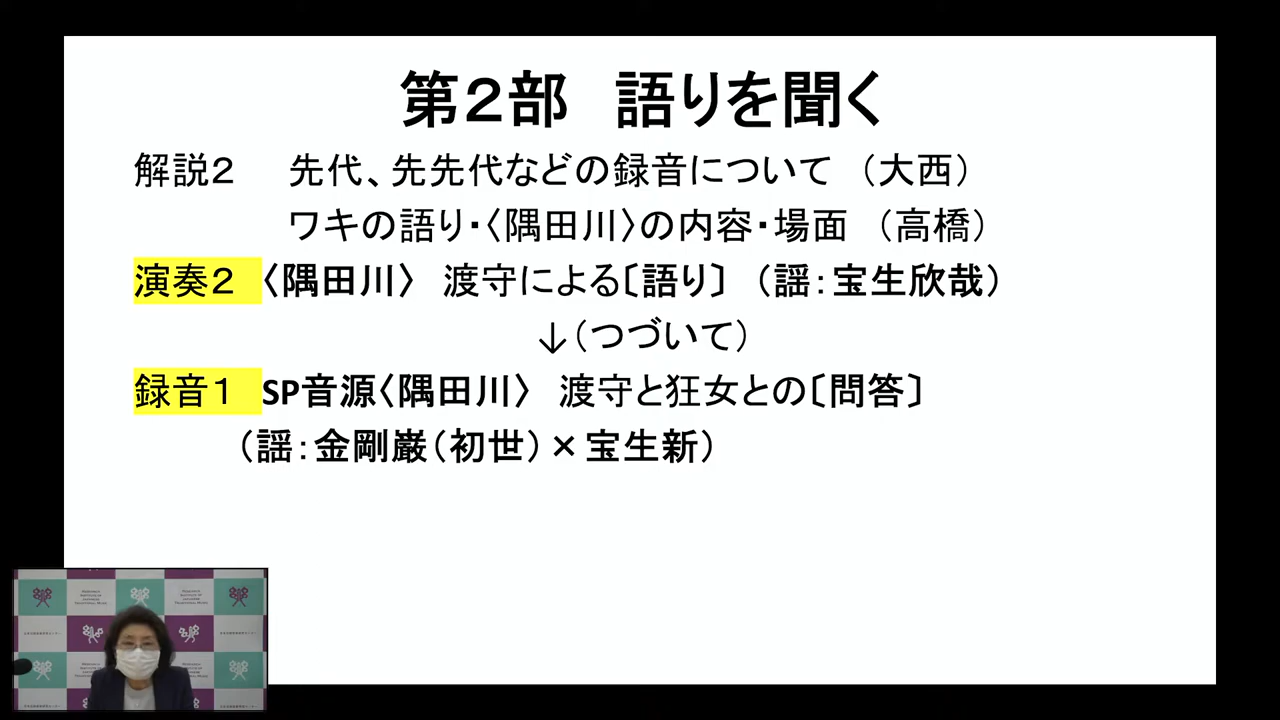 第２部　語りを聞く
解説２　先代、先先代などの録音について　（大西）
ワキの語り・〈隅田川〉の内容・場面　（高橋）
演奏２　〈隅田川〉　渡守による〔語り〕　（謡：宝生欣哉）
↓（つづいて）
録音１　SP音源〈隅田川〉　渡守と狂女との〔問答〕
（謡：金剛巌（初世）×宝生新）